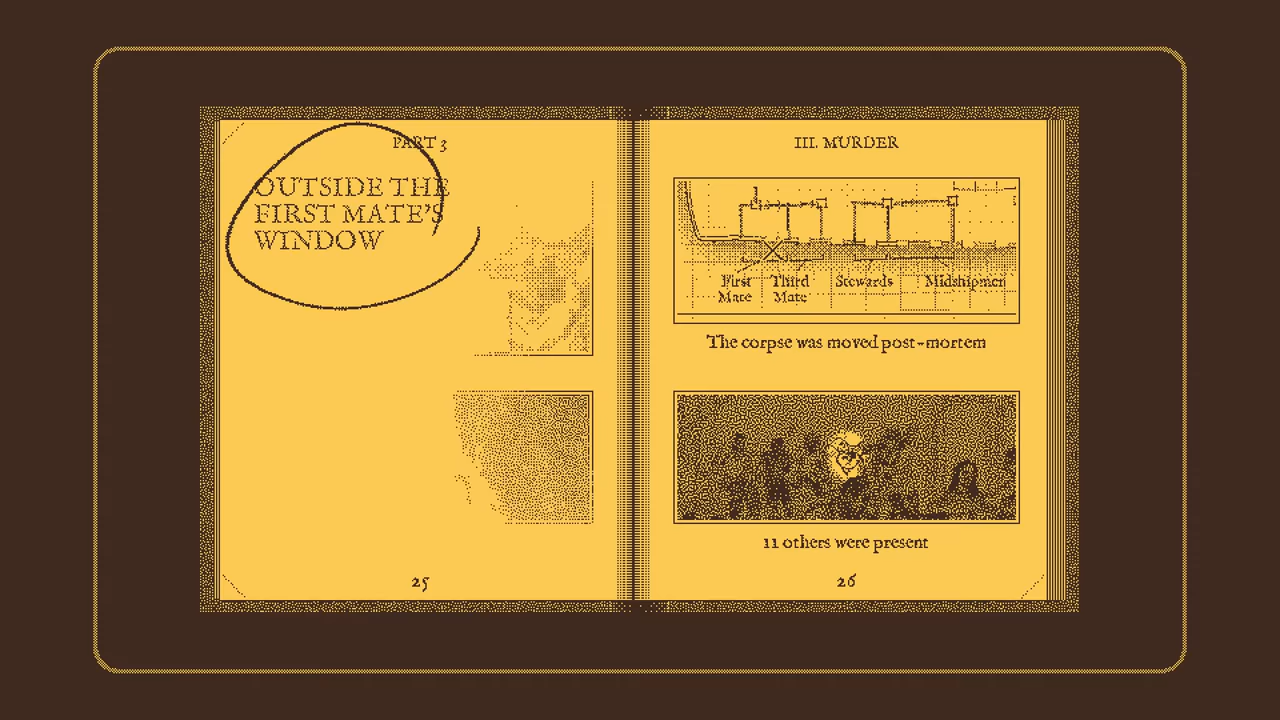 PART 3
OUTSIDE THE
FIRST MATE'S
WINDOW
25
III. MURDER
First Mate
Third Mate
Stewards
Midshipmen
The corpse was moved post-mortem
11 others were present
26